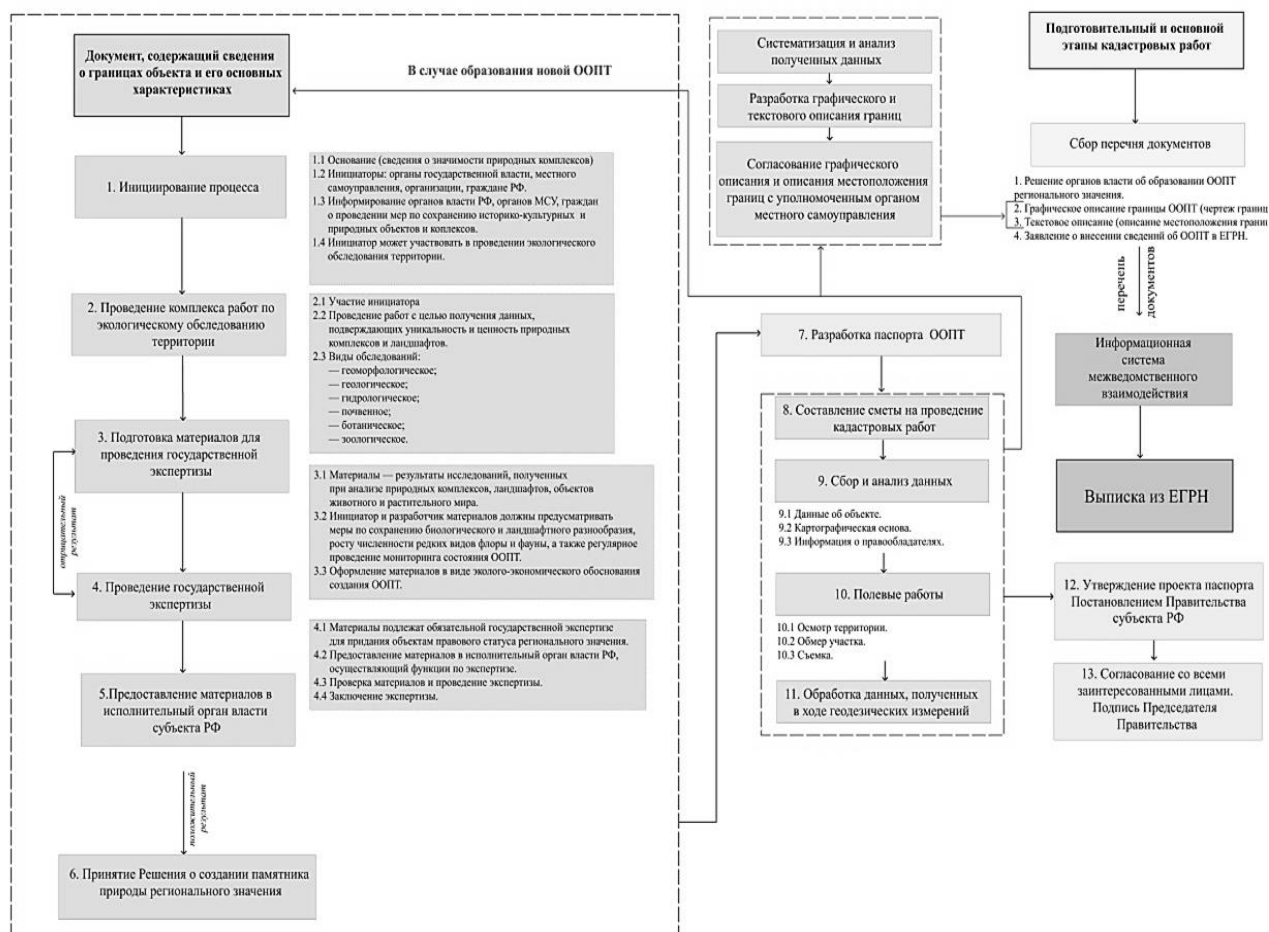 Документ, содержащий сведения
о границах объекта и его основных
характеристиках
В случае образования новой ООПТ
1. Инициирование процесса
1.1 Основание (сведения о значимости природных комплексов)
1.2 Инициаторы: органы государственной власти, местного
самоуправления, организации, граждане РФ.
1.3 Информирование органов власти РФ, органов МСУ, граждан
о проведении мер по сохранению историко-культурных и
природных объектов и коплексов.
1.4 Инициатор может участвовать в проведении экологического
обследования территории.
2. Проведение комплекса работ по
экологическому обследованию
территории
2.1 Участие инициатора
2.2 Проведение работ с целью получения данных,
подверждающих уникальность и ценность природных
комплексов и ландшафтов.
2.3 Виды обследований:
— геоморфологическое;
— геологическое;
— гидрологическое;
— почвенное;
— ботаническое;
— зоологическое.
3. Подготовка материалов для
проведения государственной
экспертизы
3.1 Материалы — результаты исследований, полученных
при анализе природных комплексов, ландшафтов, объектов
животного и растительного мира.
3.2 Инициатор и разработчик материалов должны предусматривать
меры по сохранению биологического и ландшафтного разнообразия,
росту численности редких видов флоры и фауны, а также регулярное
проведение мониторинга состояния ООПТ.
3.3 Оформление материалов в виде эколого-экономического обоснования
создания ООПТ.
отрицательный
результат
4. Проведение государственной
экспертизы
4.1 Материалы подлежат обязательной государственной экспертизе
для придания объектам правового статуса регионального значения.
4.2 Предоставление материалов в исполнительный орган власти РФ,
осуществляющий функции по экспертизе.
4.3 Проверка материалов и проведение экспертизы.
4.4 Заключение экспертизы.
5.Предоставление материалов в
исполнительный орган власти
субъекта РФ
положительный
результат
6. Принятие Решения о создании памятника
природы регионального значения
Систематизация и анализ
полученных данных
Разработка графического и
текстового описания границ
Согласование графического
описания и описания местоположения
границ с уполномоченным органом
местного самоуправления
7. Разработка паспорта ООПТ
8. Составление сметы на проведение
кадастровых работ
9. Сбор и анализ данных
9.1 Данные об объекте.
9.2 Картографическая основа.
9.3 Информация о правообладателях.
10. Полевые работы
10.1 Осмотр территории.
10.2 Обмер участка.
10.3 Съемка.
11. Обработка данных, полученных
в ходе геодезических измерений
Подготовительный и основной
этапы кадастровых работ
Сбор перечня документов
1. Решение органов власти об образовании ООПТ
регионального значения.
2. Графическое описание границы ООПТ (чертеж границ
3. Текстовое описание (описание местоположения границ
4. Заявление о внесении сведений об ООПТ в ЕГРН.
перечень
документов
Информационная
система
межведомственного
взаимодействия
Выписка из ЕГРН
12. Утверждение проекта паспорта
Постановлением Правительства
субъекта РФ
13. Согласование со всеми
заинтересованными лицами.
Подпись Председателя
Правительства